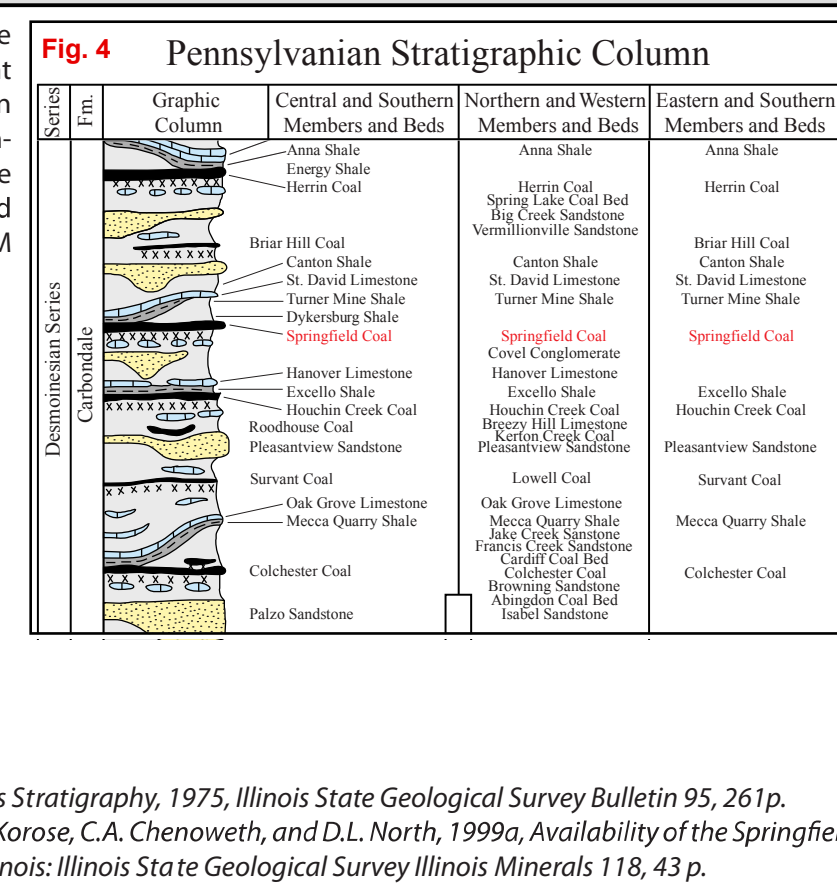 e
t
n
n-
e
d
M
Fig. 4
Pennsylvanian Stratigraphic Column
Series
Fm.
Graphic
Column
Central and Southern
Members and Beds
Northern and Western
Members and Beds
Eastern and Southern
Members and Beds
Desmoinesian Series
Carbondale
Anna Shale
Energy Shale
Herrin Coal
Briar Hill Coal
Canton Shale
St. David Limestone
Turner Mine Shale
Dykersburg Shale
Springfield Coal
Hanover Limestone
Excello Shale
Houchin Creek Coal
Roodhouse Coal
Pleasantview Sandstone
Survant Coal
Oak Grove Limestone
Mecca Quarry Shale
Colchester Coal
Palzo Sandstone
Anna Shale
Herrin Coal
Spring Lake Coal Bed
Big Creek Sandstone
Vermillionville Sandstone
Canton Shale
St. David Limestone
Turner Mine Shale
Springfield Coal
Covel Conglomerate
Hanover Limestone
Excello Shale
Houchin Creek Coal
Breezy Hill Limestone
Kerton Creek Coal
Pleasantview Sandstone
Lowell Coal
Oak Grove Limestone
Mecca Quarry Shale
Jake Creek Sanstone
Francis Creek Sandstone
Cardiff Coal Bed
Colchester Coal
Browning Sandstone
Abingdon Coal Bed
Isabel Sandstone
Anna Shale
Herrin Coal
Briar Hill Coal
Canton Shale
St. David Limestone
Turner Mine Shale
Springfield Coal
Excello Shale
Houchin Creek Coal
Pleasantview Sandstone
Survant Coal
Mecca Quarry Shale
Colchester Coal
s Stratigraphy, 1975, Illinois State Geological Survey Bulletin 95, 261p.
Korose, C.A. Chenoweth, and D.L. North, 1999a, Availability of the Springfie
nois: Illinois State Geological Survey Illinois Minerals 118, 43 p.